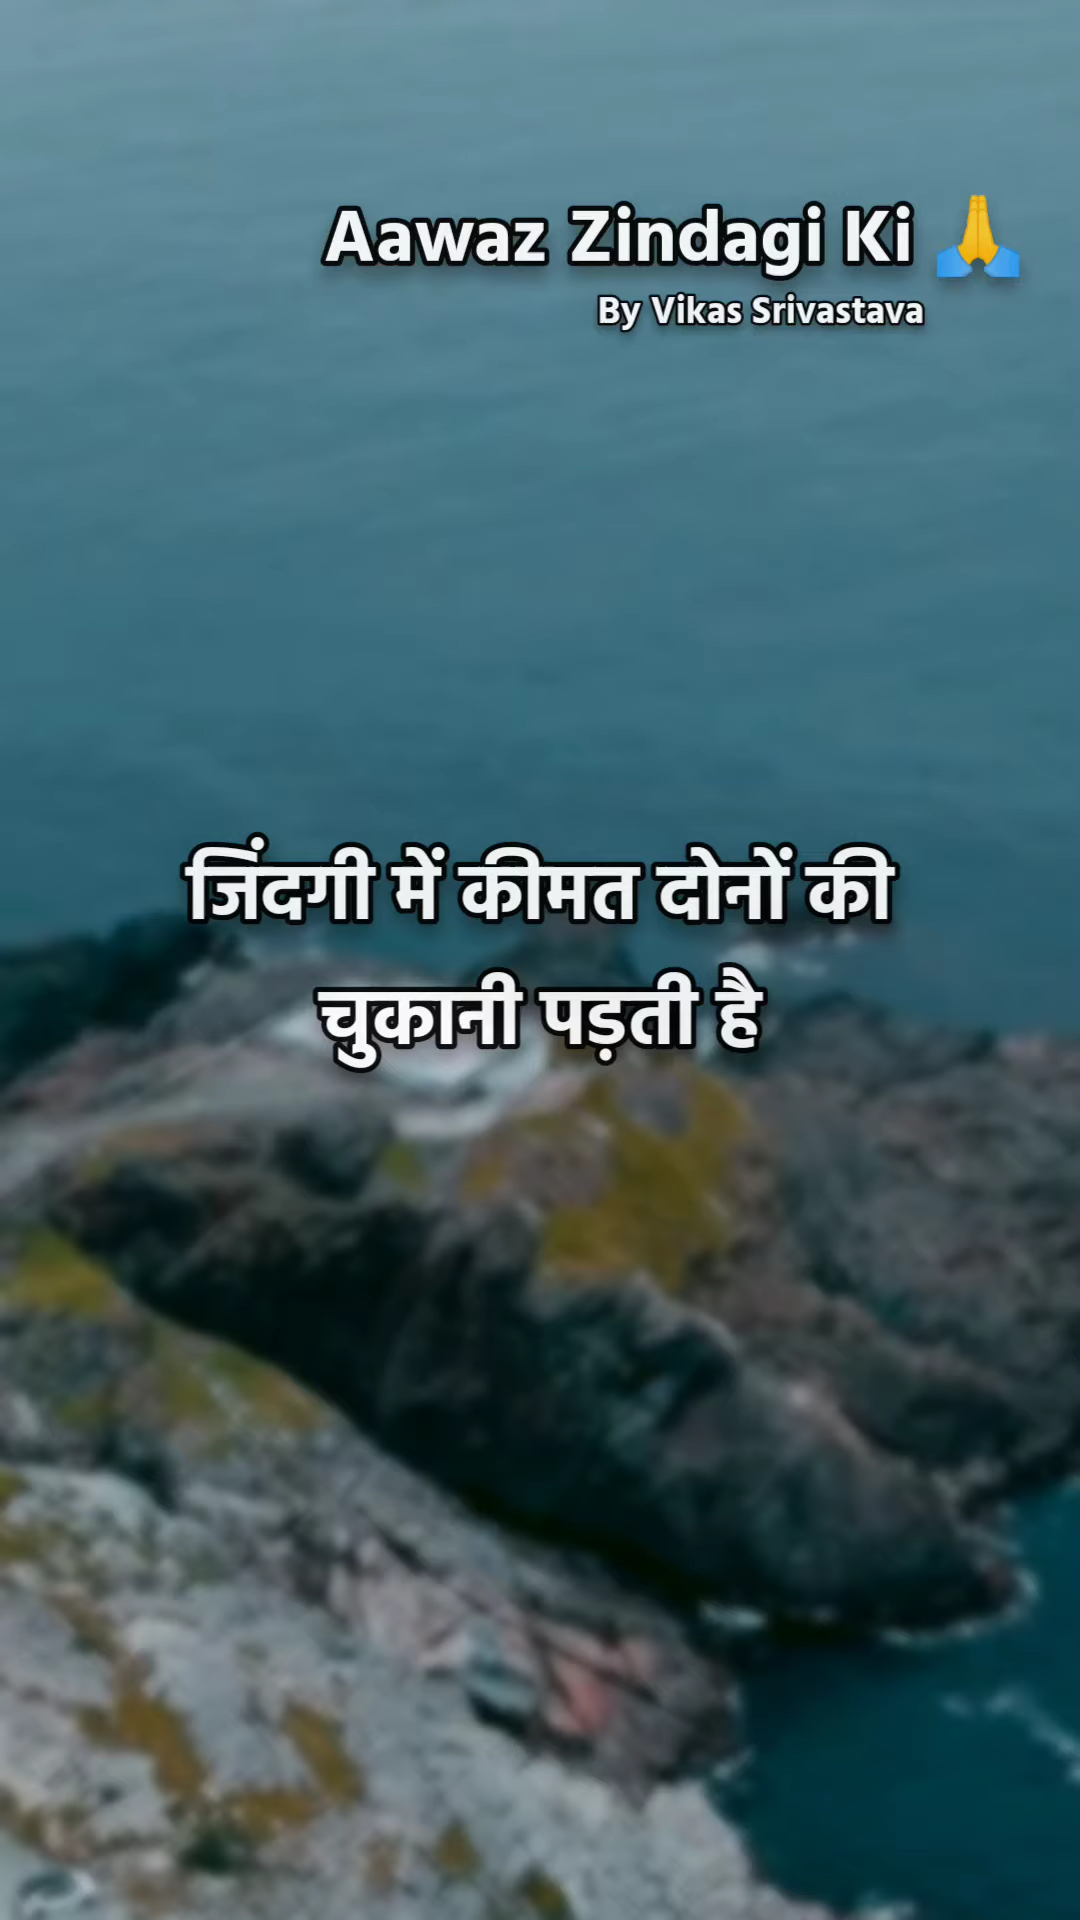 Aawaz Zindagi Ki 🙏
By Vikas Srivastava
जिंदगी में कीमत दोनों की
चुकानी पड़ती है